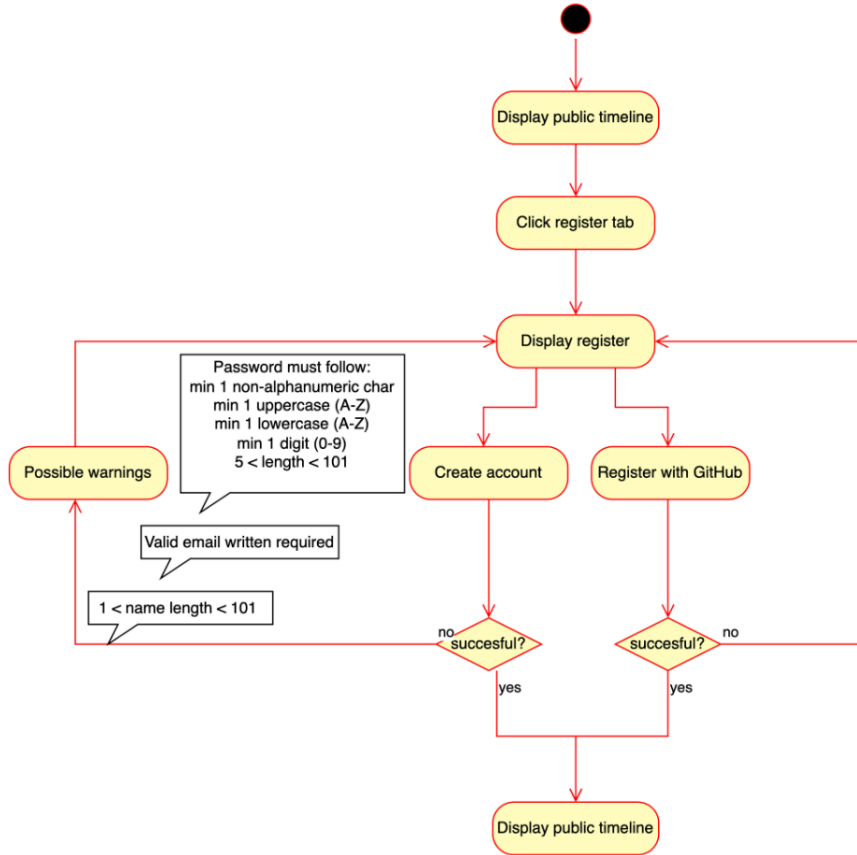 Display public timeline
Click register tab
Display register
Password must follow:
min 1 non-alphanumeric char
min 1 uppercase (A-Z)
min 1 lowercase (A-Z)
min 1 digit (0-9)
5 < length < 101
Possible warnings
Create account
Register with GitHub
Valid email written required
1 < name length < 101
no
succesful?
succesful?
no
yes
yes
Display public timeline